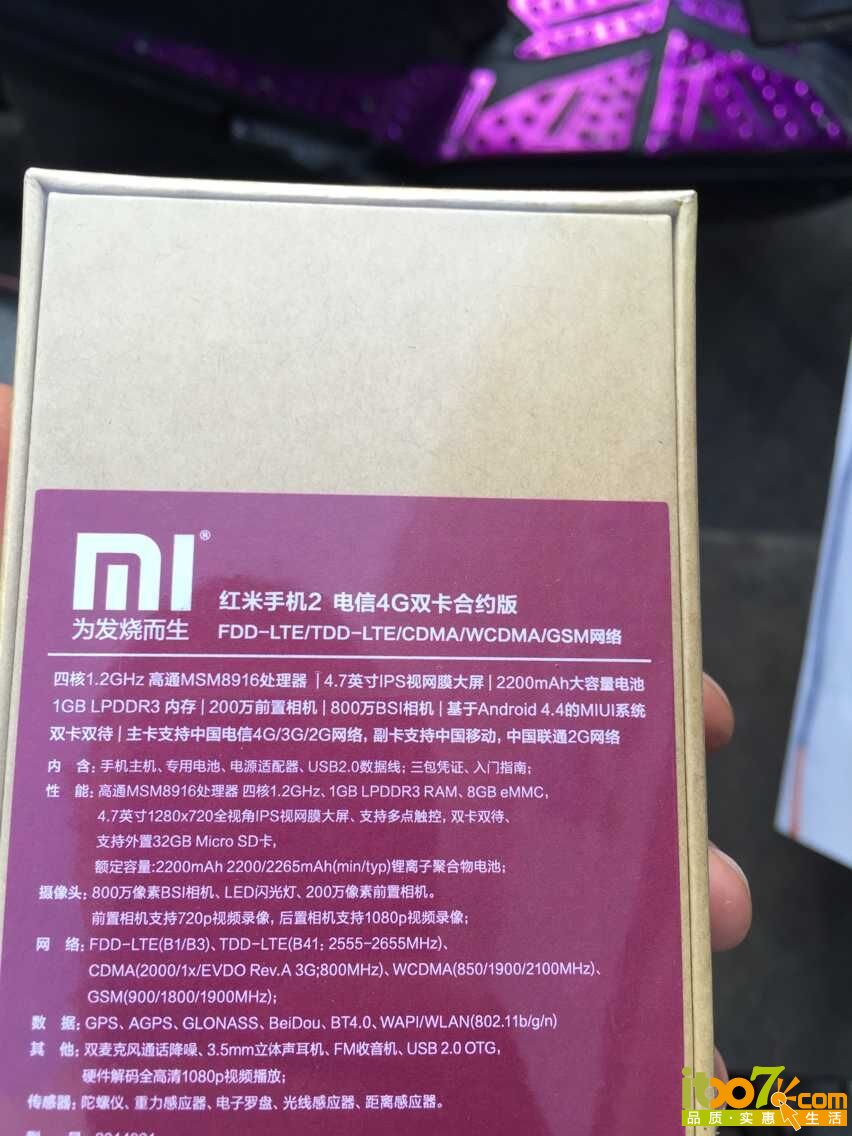 mi®
为发烧而生
红米手机2 电信4G双卡合约版
FDD-LTE/TDD-LTE/CDMA/WCDMA/GSM网络
四核1.2GHz 高通MSM8916处理器 | 4.7英寸IPS视网膜大屏 | 2200mAh大容量电池
1GB LPDDR3 内存 | 200万前置相机 | 800万BSI相机 | 基于Android 4.4的MIUI系统
双卡双待 | 主卡支持中国电信4G/3G/2G网络, 副卡支持中国移动, 中国联通2G网络
内 含: 手机主机、专用电池、电源适配器、USB2.0数据线; 三包凭证、入门指南;
性 能: 高通MSM8916处理器 四核1.2GHz、1GB LPDDR3 RAM、8GB eMMC,
4.7英寸1280x720全视角IPS视网膜大屏、支持多点触控, 双卡双待、
支持外置32GB Micro SD卡,
额定容量:2200mAh 2200/2265mAh(min/typ)锂离子聚合物电池;
摄像头: 800万像素BSI相机、LED闪光灯、200万像素前置相机。
前置相机支持720p视频录像, 后置相机支持1080p视频录像;
网 络: FDD-LTE(B1/B3)、TDD-LTE(B41: 2555-2655MHz)、
CDMA(2000/1x/EVDO Rev.A 3G;800MHz)、WCDMA(850/1900/2100MHz)、
GSM(900/1800/1900MHz);
数 据: GPS、AGPS、GLONASS、BeiDou、BT4.0、WAPI/WLAN(802.11b/g/n)
其 他: 双麦克风通话降噪、3.5mm立体声耳机、FM收音机、USB 2.0 OTG,
硬件解码全高清1080p视频播放;
传感器: 陀螺仪、重力感应器、电子罗盘、光线感应器、距离感应器。
itbo7.com
品质·实惠 生活